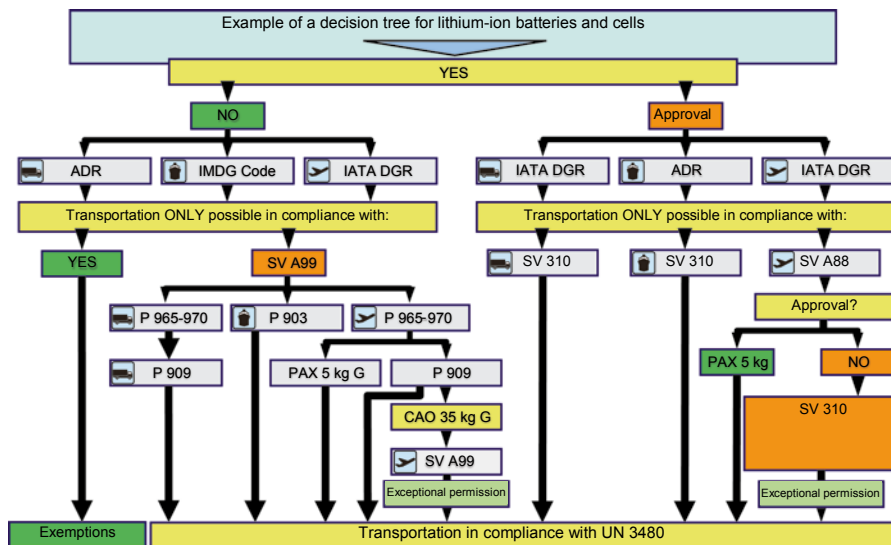 Example of a decision tree for lithium-ion batteries and cells
YES
NO
Approval
ADR
IMDG Code
IATA DGR
IATA DGR
ADR
IATA DGR
Transportation ONLY possible in compliance with:
Transportation ONLY possible in compliance with:
YES
SV A99
SV 310
SV 310
SV A88
Approval?
P 965-970
P 903
P 965-970
P 909
PAX 5 kg G
P 909
PAX 5 kg
NO
CAO 35 kg G
SV 310
SV A99
Exceptional permission
Exceptional permission
Exemptions
Transportation in compliance with UN 3480